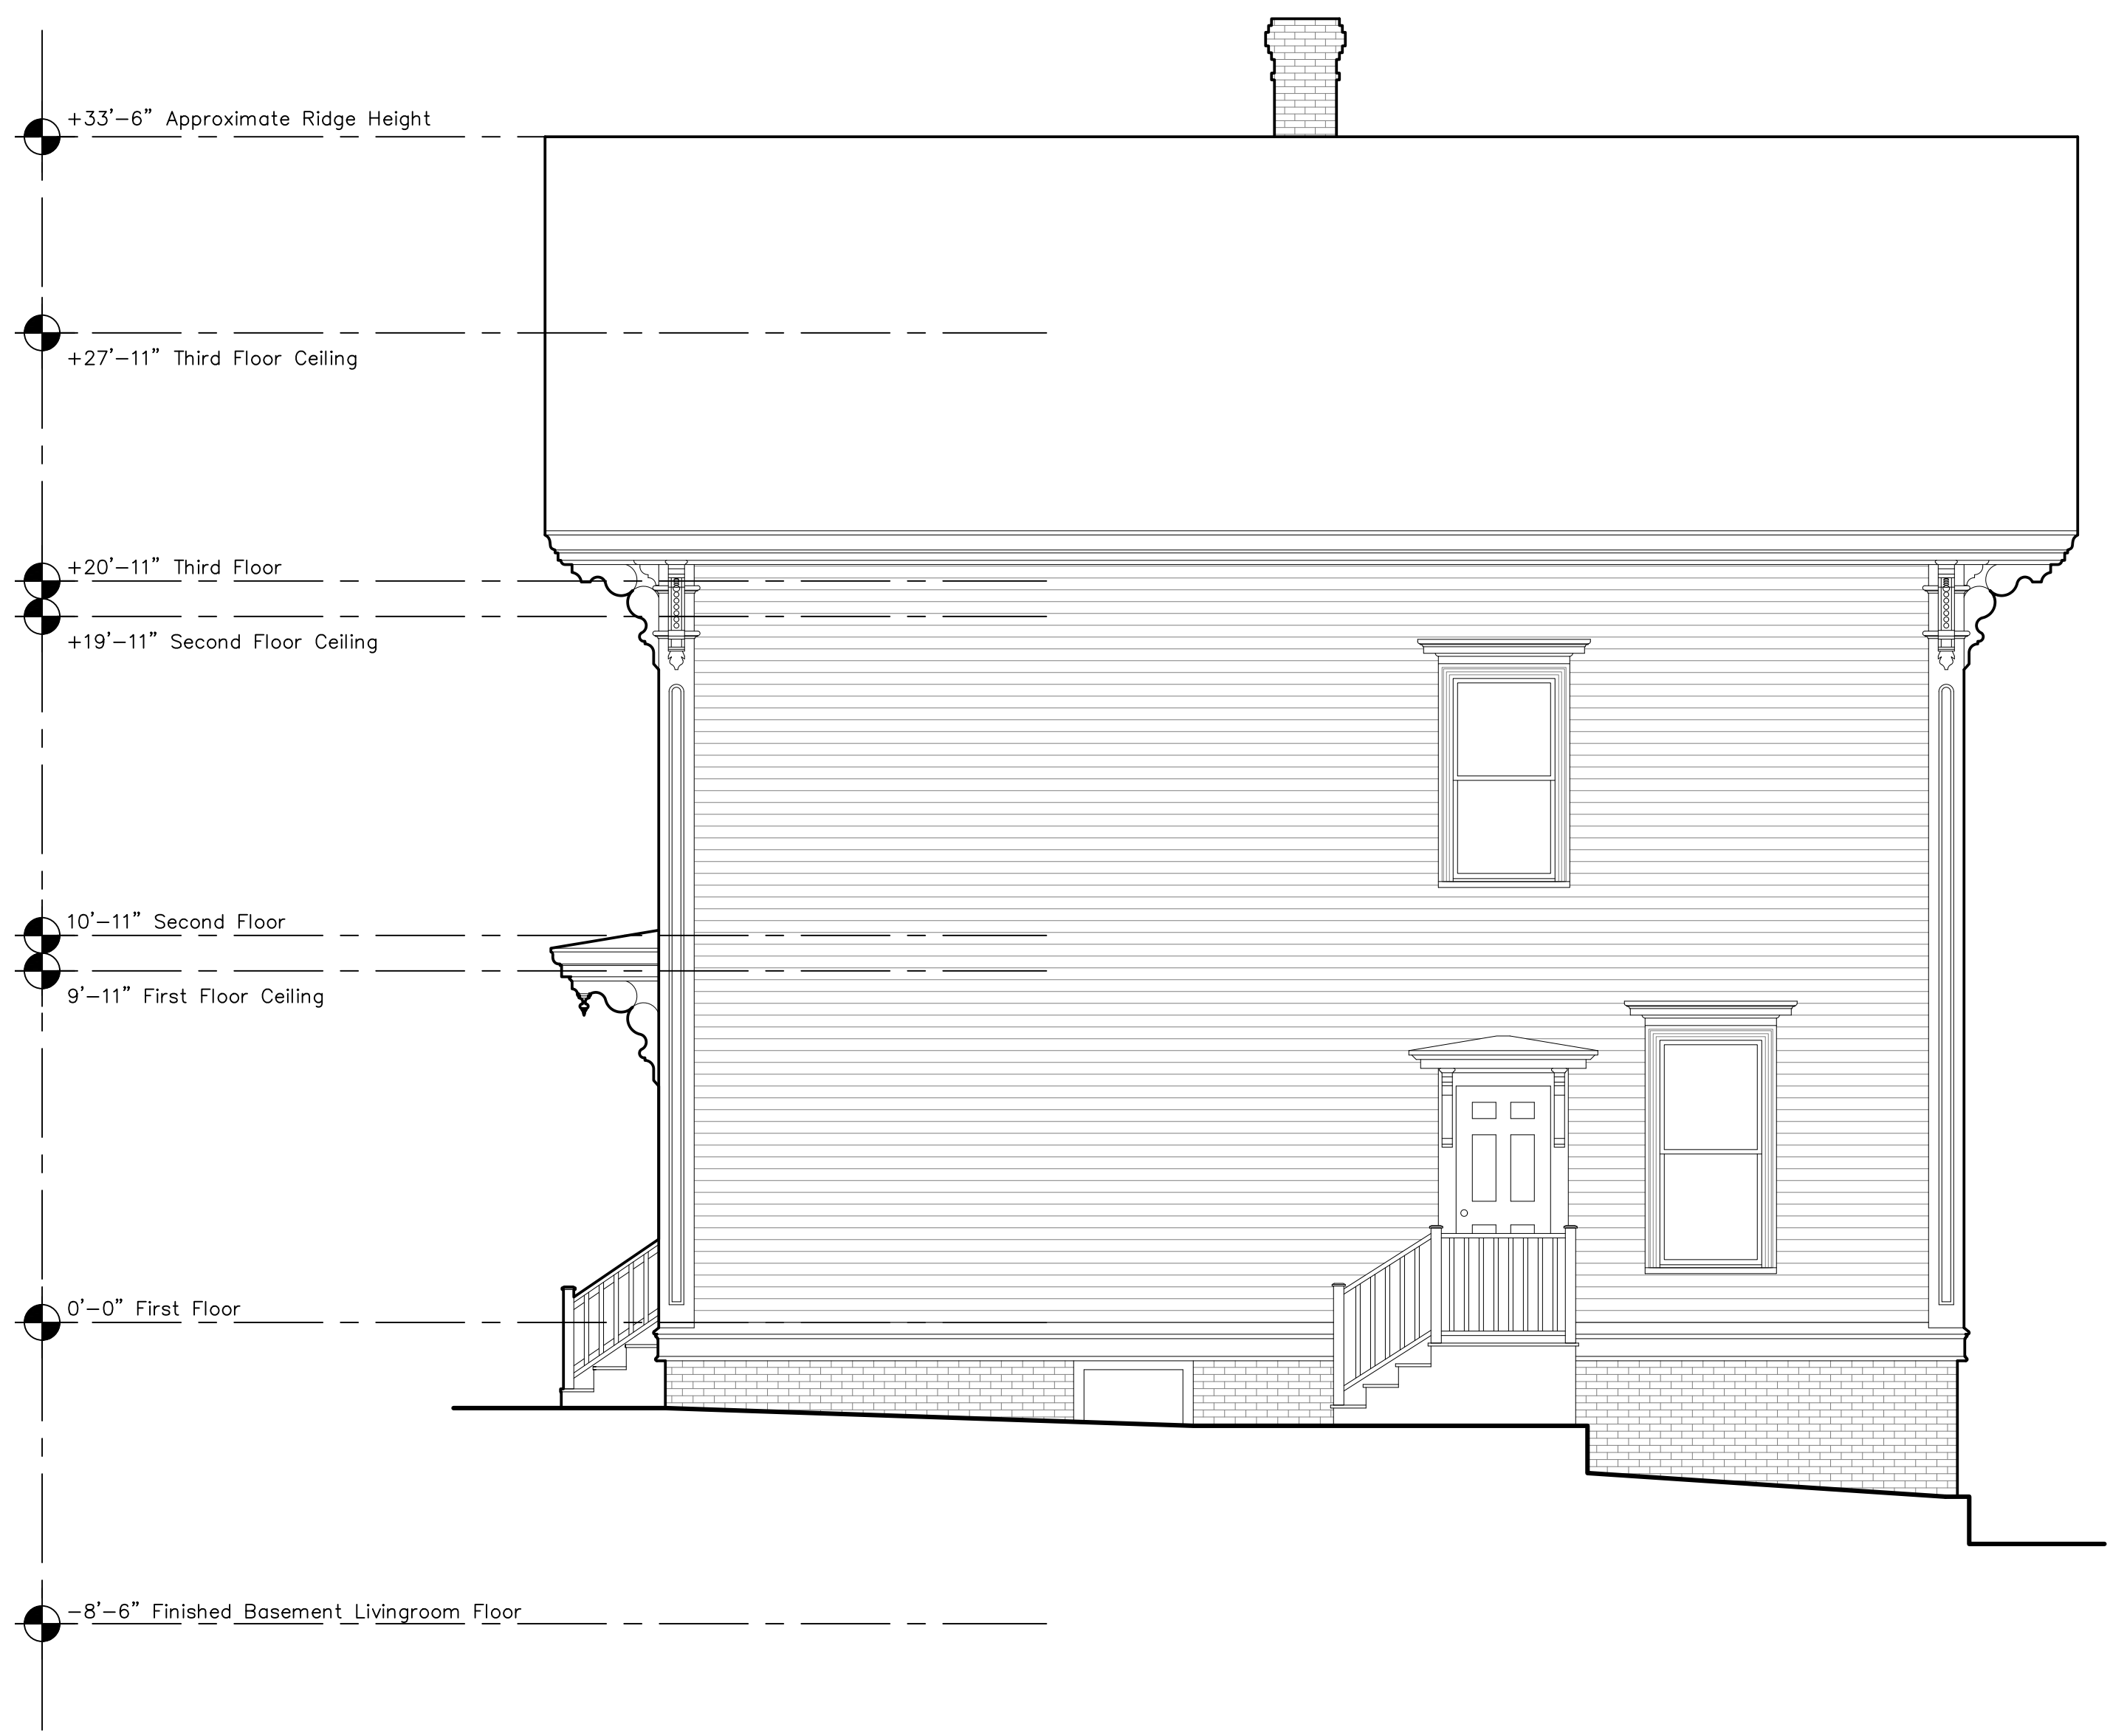 +33'-6" Approximate Ridge Height
+27'-11" Third Floor Ceiling
+20'-11" Third Floor
+19'-11" Second Floor Ceiling
10'-11" Second Floor
9'-11" First Floor Ceiling
0'-0" First Floor
-8'-6" Finished Basement Livingroom Floor